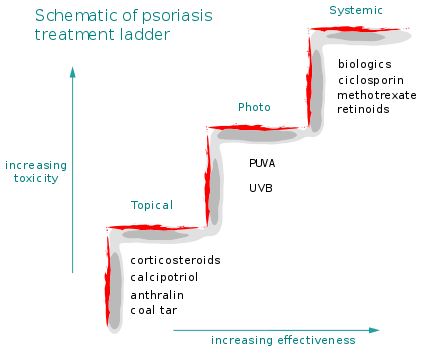 Schematic of psoriasis
treatment ladder
Systemic
biologics
ciclosporin
methotrexate
retinoids
Photo
PUVA
UVB
increasing
toxicity
Topical
corticosteroids
calcipotriol
anthralin
coal tar
increasing effectiveness